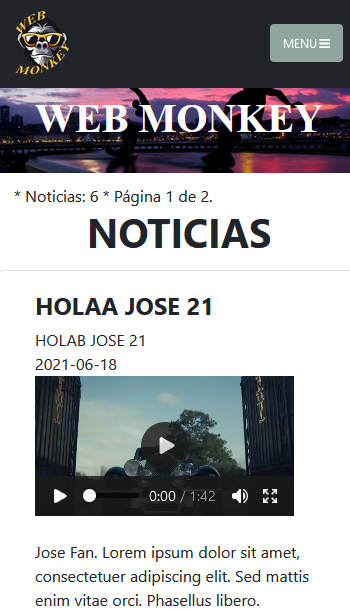 WEB
MONKEY
MENU
WEB MONKEY
* Noticias: 6 * Página 1 de 2.
NOTICIAS
HOLAA JOSE 21
HOLAB JOSE 21
2021-06-18
0:00 / 1:42
Jose Fan. Lorem ipsum dolor sit amet,
consectetuer adipiscing elit. Sed mattis
enim vitae orci. Phasellus libero.